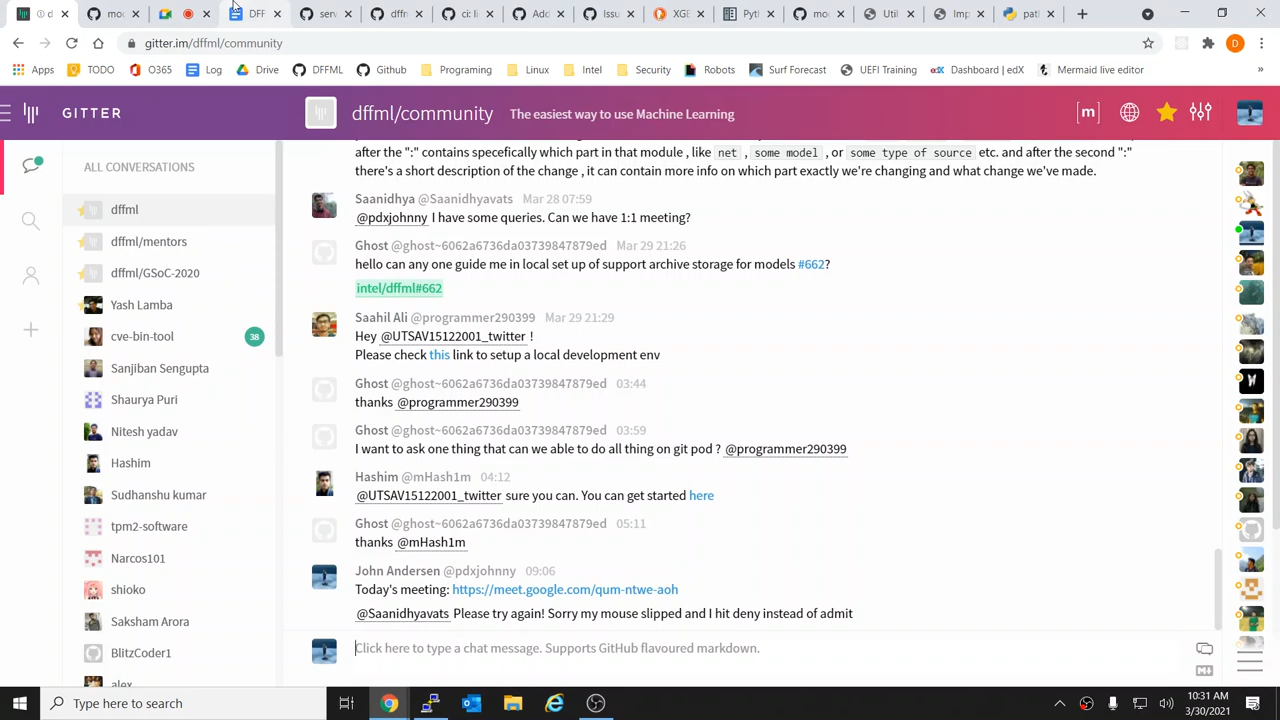 d
DFF
serv
dffn
Add
Issu
XGE
Pytl
mod
Util
Imp
pati
gitter.im/dffml/community
D
Apps
TODO
O365
Log
Drive
DFFML
Github
Programing
Linux
Intel
Security
Robots
Surf Forecast
UEFI Training
edX
Dashboard | edX
Mermaid live editor
»
GITTER
dffml/community
The easiest way to use Machine Learning
[m]
ALL CONVERSATIONS
dffml
dffml/mentors
dffml/GSoC-2020
Yash Lamba
cve-bin-tool
38
Sanjiban Sengupta
Shaurya Puri
Nitesh yadav
Hashim
Sudhanshu kumar
tpm2-software
Narcos101
shioko
Saksham Arora
BlitzCoder1
alex
after the ":" contains specefically which part in that module , like net , some model , or some type of source etc. and after the second ":"
there's a short description of the change , it can contain more info on which part exactly we're changing and what change we've made.
Saanidhya @Saanidhyavats Mar 28 07:59
@pdxjohnny I have some queries. Can we have 1:1 meeting?
Ghost @ghost~6062a6736da03739847879ed Mar 29 21:26
hello can any one guide me in local set up of support archive storage for models #662?
intel/dffml#662
Saahil Ali @programmer290399 Mar 29 21:29
Hey @UTSAV15122001_twitter !
Please check this link to setup a local development env
Ghost @ghost~6062a6736da03739847879ed 03:44
thanks @programmer290399
Ghost @ghost~6062a6736da03739847879ed 03:59
I want to ask one thing that can we able to do all thing on git pod ? @programmer290399
Hashim @mHash1m 04:12
@UTSAV15122001_twitter sure you can. You can get started here
Ghost @ghost~6062a6736da03739847879ed 05:11
thanks @mHash1m
John Andersen @pdxjohnny 09:06
Today's meeting: https://meet.google.com/qum-ntwe-aoh
@Saanidhyavats Please try again! Sorry my mouse slipped and I hit deny instead of admit
Click here to type a chat message. Supports GitHub flavoured markdown.
Type here to search
10:31 AM
3/30/2021